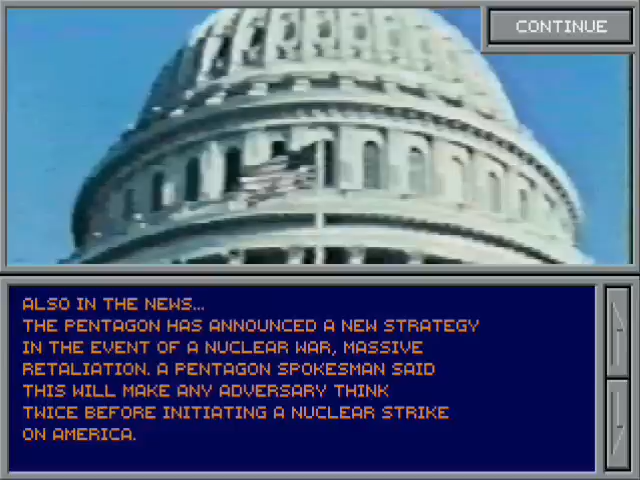 CONTINUE
ALSO IN THE NEWS...
THE PENTAGON HAS ANNOUNCED A NEW STRATEGY
IN THE EVENT OF A NUCLEAR WAR, MASSIVE
RETALIATION. A PENTAGON SPOKESMAN SAID
THIS WILL MAKE ANY ADVERSARY THINK
TWICE BEFORE INITIATING A NUCLEAR STRIKE
ON AMERICA.